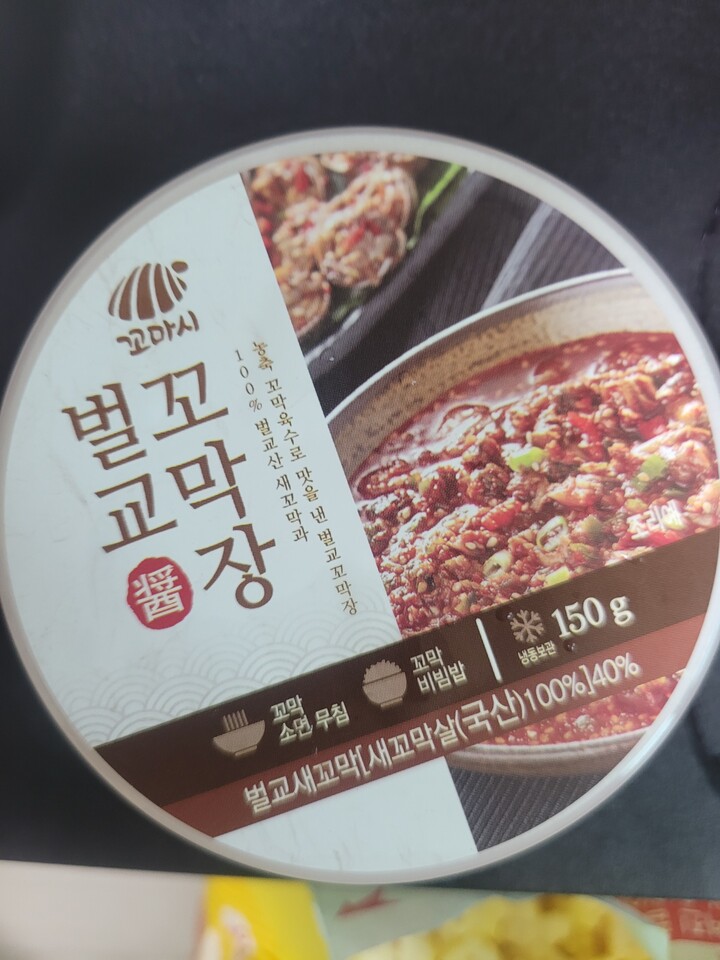 꼬마시
벌교
꼬막장
醬
100% 벌교산 새꼬막과
농축 꼬막육수로 맛을 낸 벌교꼬막장
조리예
꼬막
소면, 무침
꼬막
비빔밥
냉동보관
150 g
벌교새꼬막[새꼬막살(국산)100%]40%